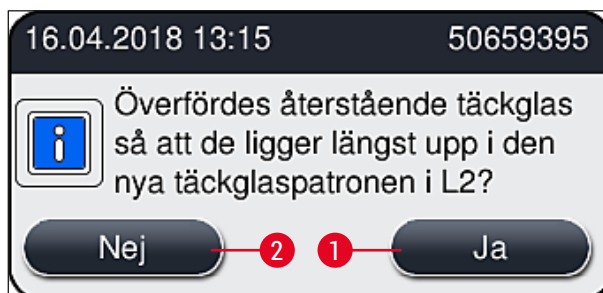 16.04.2018 13:15 50659395
Överfördes återstående täckglas
så att de ligger längst upp i den
nya täckglaspatronen i L2?
Nej 2 1 Ja